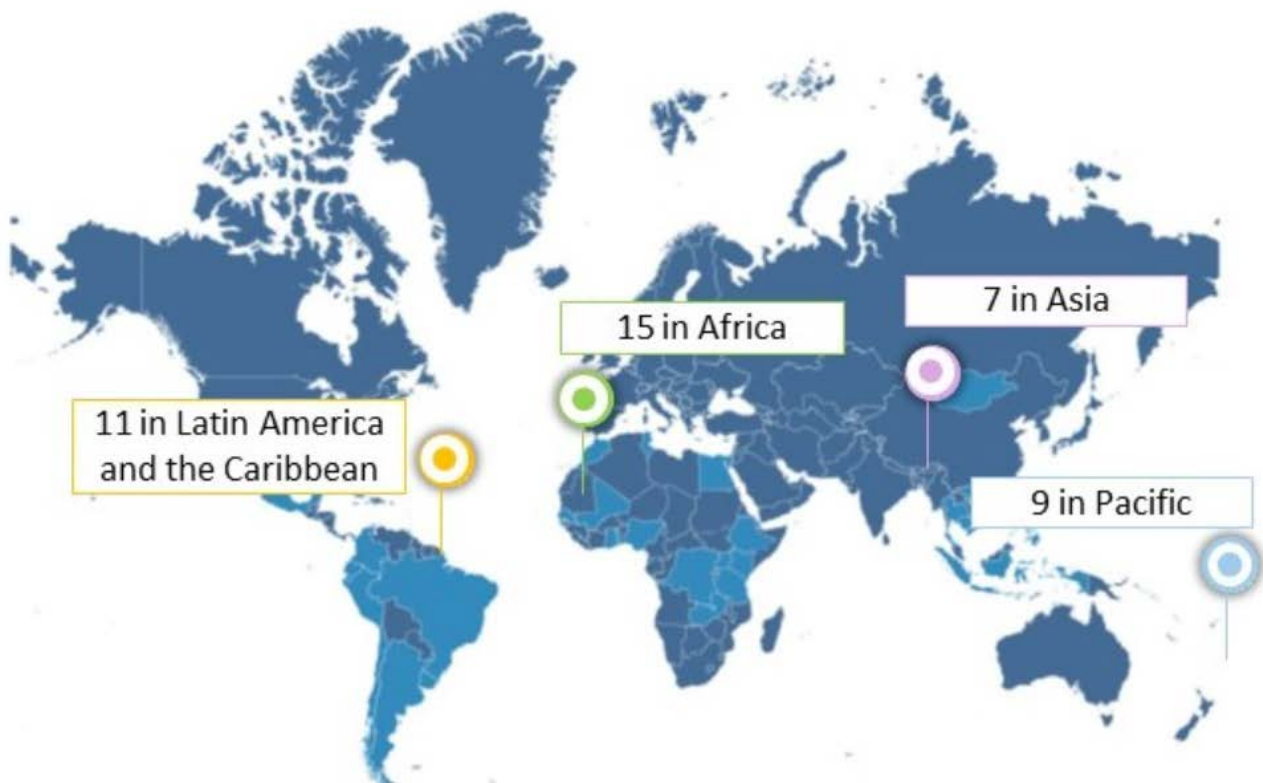 15 in Africa
7 in Asia
11 in Latin America
and the Caribbean
9 in Pacific